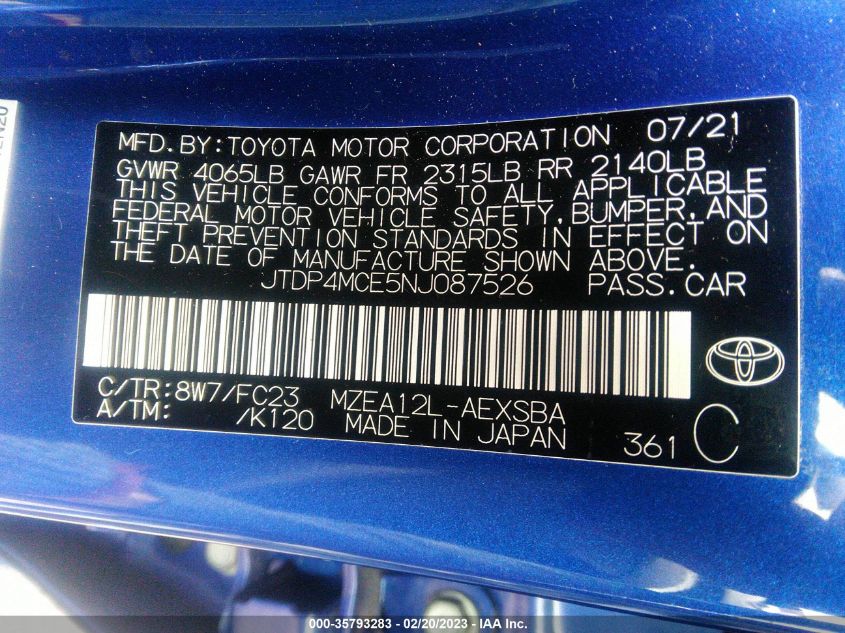 MFD.BY:TOYOTA MOTOR CORPORATION 07/21
GVWR 4065LB GAWR FR 2315LB RR 2140LB
THIS VEHICLE CONFORMS TO ALL APPLICABLE
FEDERAL MOTOR VEHICLE SAFETY,BUMPER,AND
THEFT PREVENTION STANDARDS IN EFFECT ON
THE DATE OF MANUFACTURE SHOWN ABOVE.
JTDP4MCE5NJ087526 PASS.CAR
C/TR:8W7/FC23 MZEA12L-AEXSBA
A/TM: /K120 MADE IN JAPAN 361 C
000-35793283 - 02/20/2023 - IAA Inc.